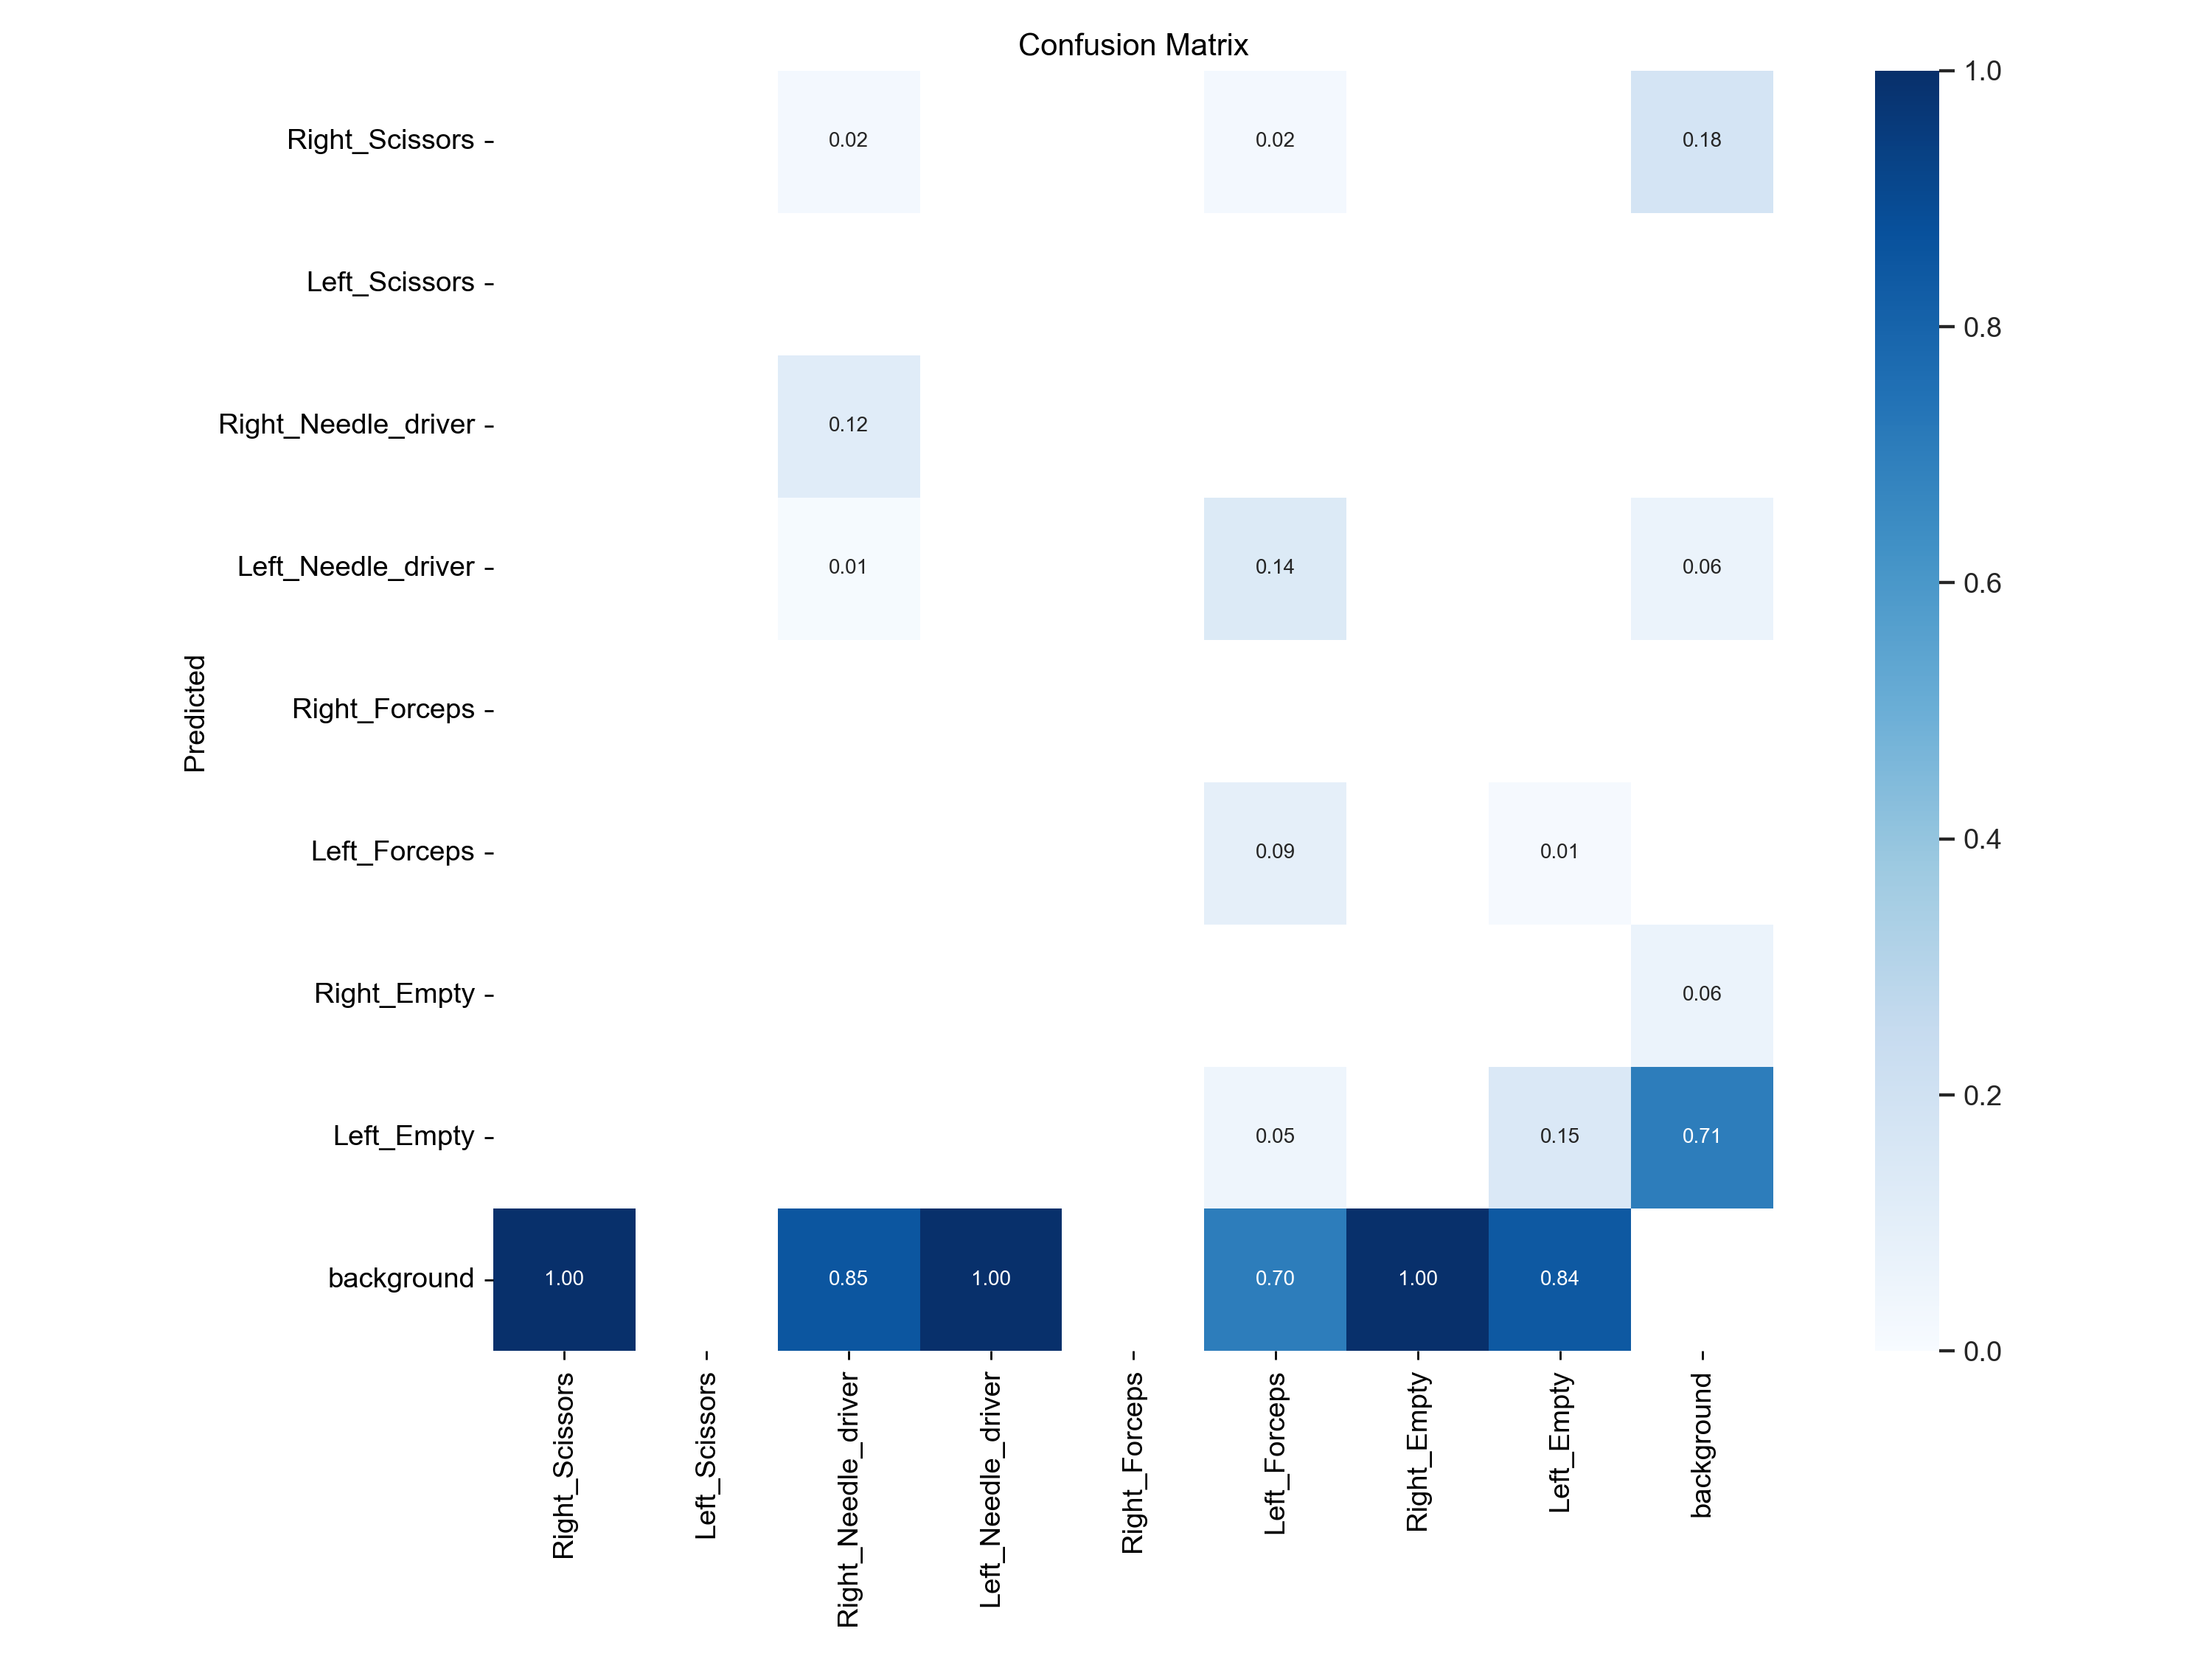 Confusion Matrix
Right_Scissors
0.02 0.02 0.18
Left_Scissors
Right_Needle_driver
0.12
Left_Needle_driver
0.01 0.14 0.06
Predicted
Right_Forceps
Left_Forceps
0.09 0.01
Right_Empty
0.06
Left_Empty
0.05 0.15 0.71
background
1.00 0.85 1.00 0.70 1.00 0.84
Right_Scissors
Left_Scissors
Right_Needle_driver
Left_Needle_driver
Right_Forceps
Left_Forceps
Right_Empty
Left_Empty
background
1.0
0.8
0.6
0.4
0.2
0.0